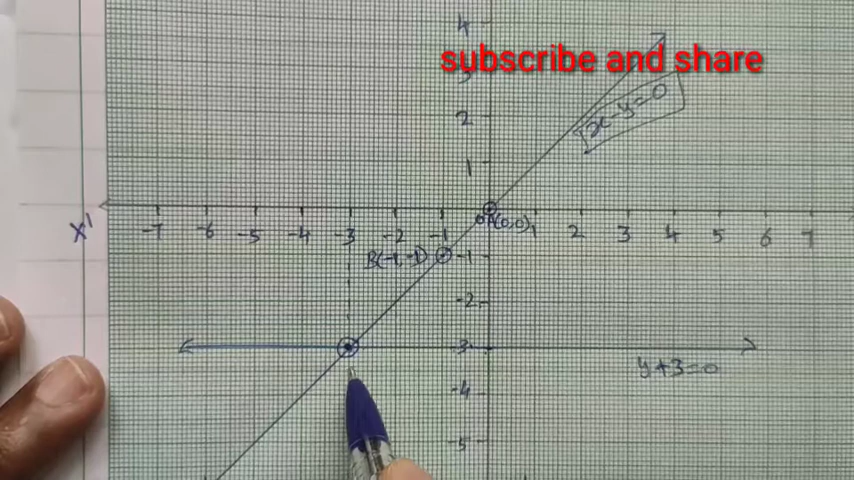 4
subscribe and share
3
x-y=0
2
1
X'
-7 -6 -5 -4 -3 -2 -1 A(0,0) 1 2 3 4 5 6 7
B(-1,-1) -1
-2
-3
y+3=0
-4
-5